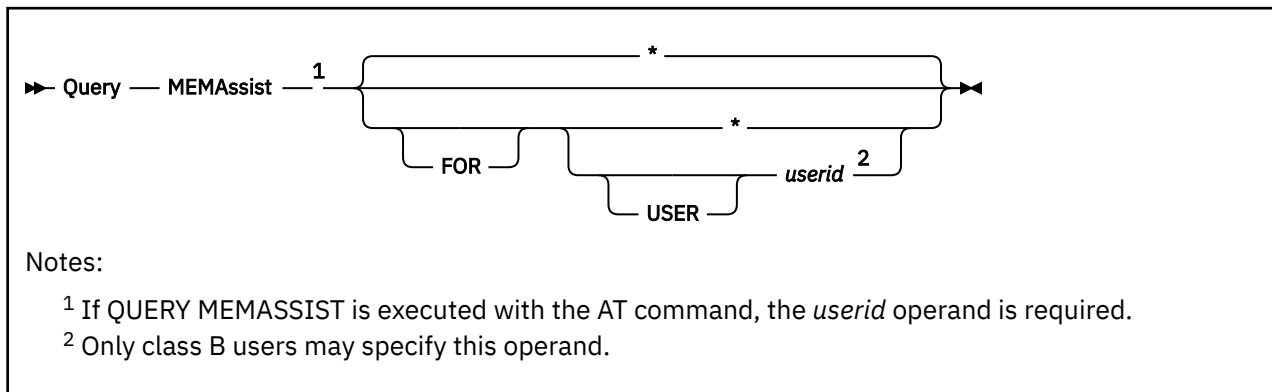 *
Query MEMAssist 1
*
FOR userid 2
USER
Notes:
1 If QUERY MEMASSIST is executed with the AT command, the userid operand is required.
2 Only class B users may specify this operand.